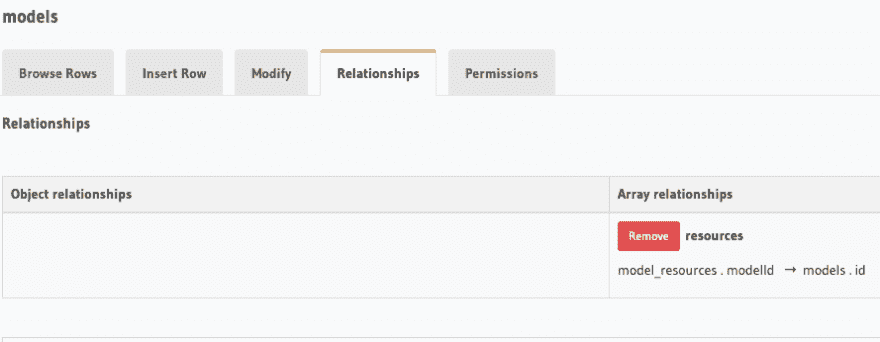 models
Browse Rows Insert Row Modify Relationships Permissions
Relationships
Object relationships Array relationships
Remove resources
model_resources . modelId → models . id